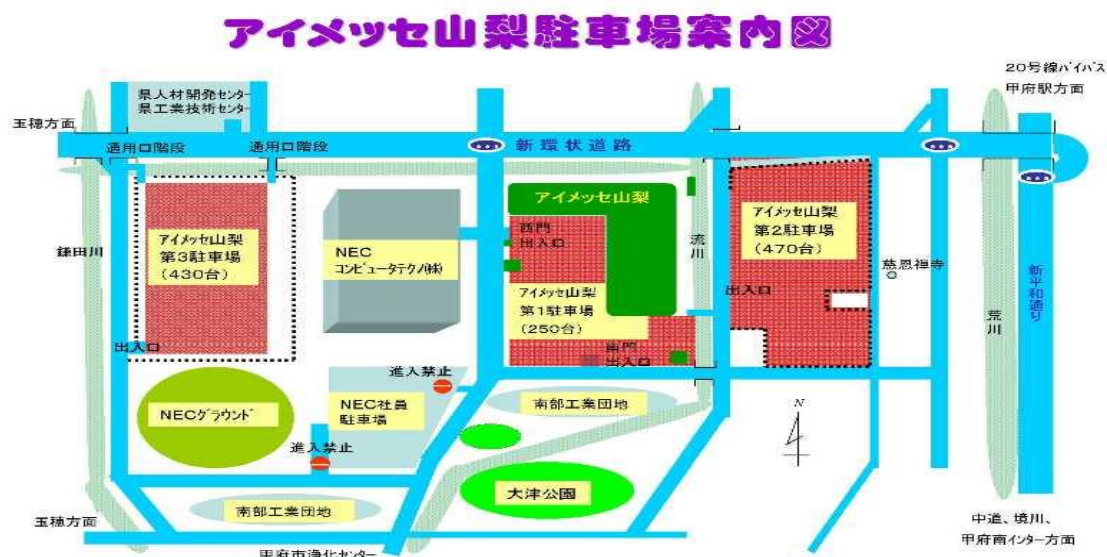 アイメッセ山梨駐車場案内図
20号線バイパス
甲府駅方面
県人材開発センター
県工業技術センター
玉穂方面
通用口階段
通用口階段
新環状道路
アイメッセ山梨
西門
出入口
アイメッセ山梨
第2駐車場
(470台)
アイメッセ山梨
第3駐車場
(430台)
NEC
コンピュータテクノ(株)
鎌田川
流川
慈恩禅寺
新平和通り
荒川
出入口
アイメッセ山梨
第1駐車場
(250台)
南門
出入口
出入口
進入禁止
NECグラウンド
NEC社員
駐車場
南部工業団地
N
進入禁止
大津公園
南部工業団地
玉穂方面
中道、境川、
甲府南インター方面
甲府市浄化センター